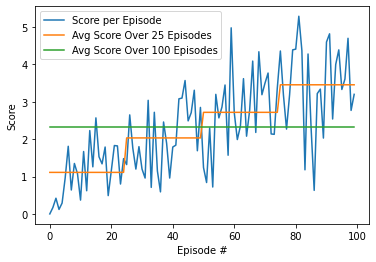 Score per Episode
Avg Score Over 25 Episodes
Avg Score Over 100 Episodes
Score
5
4
3
2
1
0
0 20 40 60 80 100
Episode #